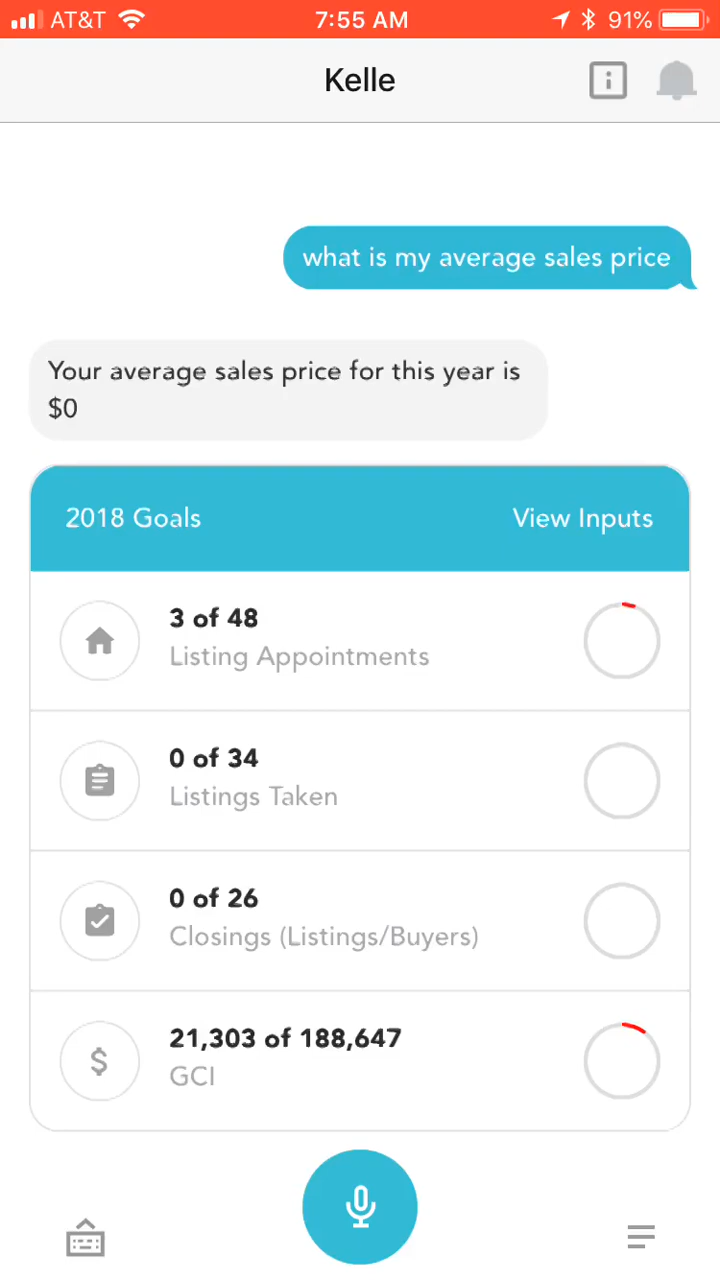 AT&T 7:55 AM 91%
Kelle
what is my average sales price
Your average sales price for this year is
$0
2018 Goals View Inputs
3 of 48
Listing Appointments
0 of 34
Listings Taken
0 of 26
Closings (Listings/Buyers)
21,303 of 188,647
GCI